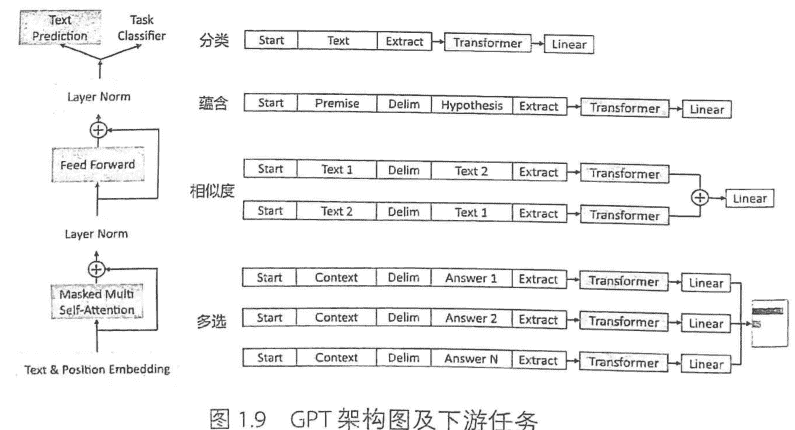 Text
Prediction
Task
Classifier
Layer Norm
Feed Forward
Layer Norm
Masked Multi
Self-Attention
Text & Position Embedding
分类
Start Text Extract Transformer Linear
蕴含
Start Premise Delim Hypothesis Extract Transformer Linear
相似度
Start Text 1 Delim Text 2 Extract Transformer
Linear
Start Text 2 Delim Text 1 Extract Transformer
多选
Start Context Delim Answer 1 Extract Transformer Linear
Start Context Delim Answer 2 Extract Transformer Linear
Start Context Delim Answer N Extract Transformer Linear
图 1.9 GPT 架构图及下游任务